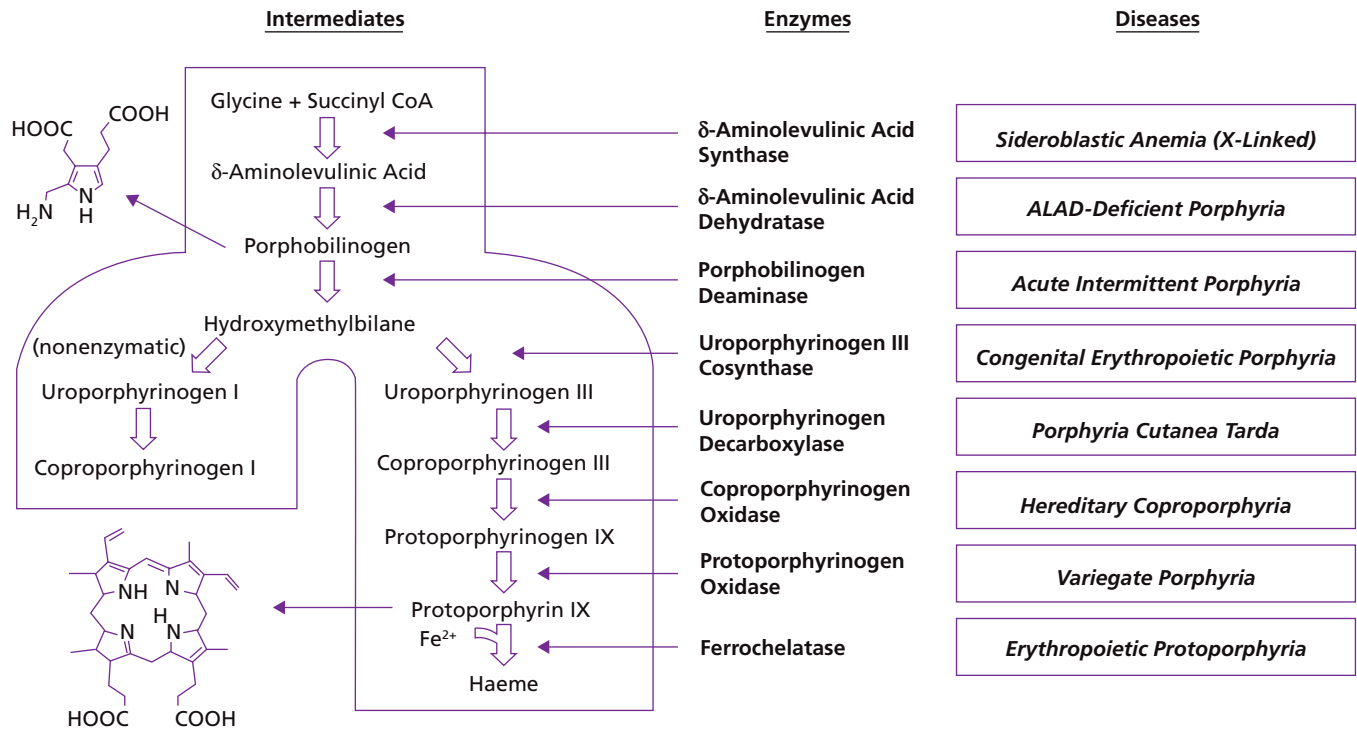 Intermediates
Enzymes
Diseases
Glycine + Succinyl CoA
HOOC
COOH
N
H
H₂N
δ-Aminolevulinic Acid
Porphobilinogen
Hydroxymethylbilane
(nonenzymatic)
Uroporphyrinogen I
Coproporphyrinogen I
Uroporphyrinogen III
Coproporphyrinogen III
Protoporphyrinogen IX
Protoporphyrin IX
Fe²⁺
Haeme
NH
N
H
N
N
HOOC
COOH
δ-Aminolevulinic Acid
Synthase
δ-Aminolevulinic Acid
Dehydratase
Porphobilinogen
Deaminase
Uroporphyrinogen III
Cosynthase
Uroporphyrinogen
Decarboxylase
Coproporphyrinogen
Oxidase
Protoporphyrinogen
Oxidase
Ferrochelatase
Sideroblastic Anemia (X-Linked)
ALAD-Deficient Porphyria
Acute Intermittent Porphyria
Congenital Erythropoietic Porphyria
Porphyria Cutanea Tarda
Hereditary Coproporphyria
Variegate Porphyria
Erythropoietic Protoporphyria